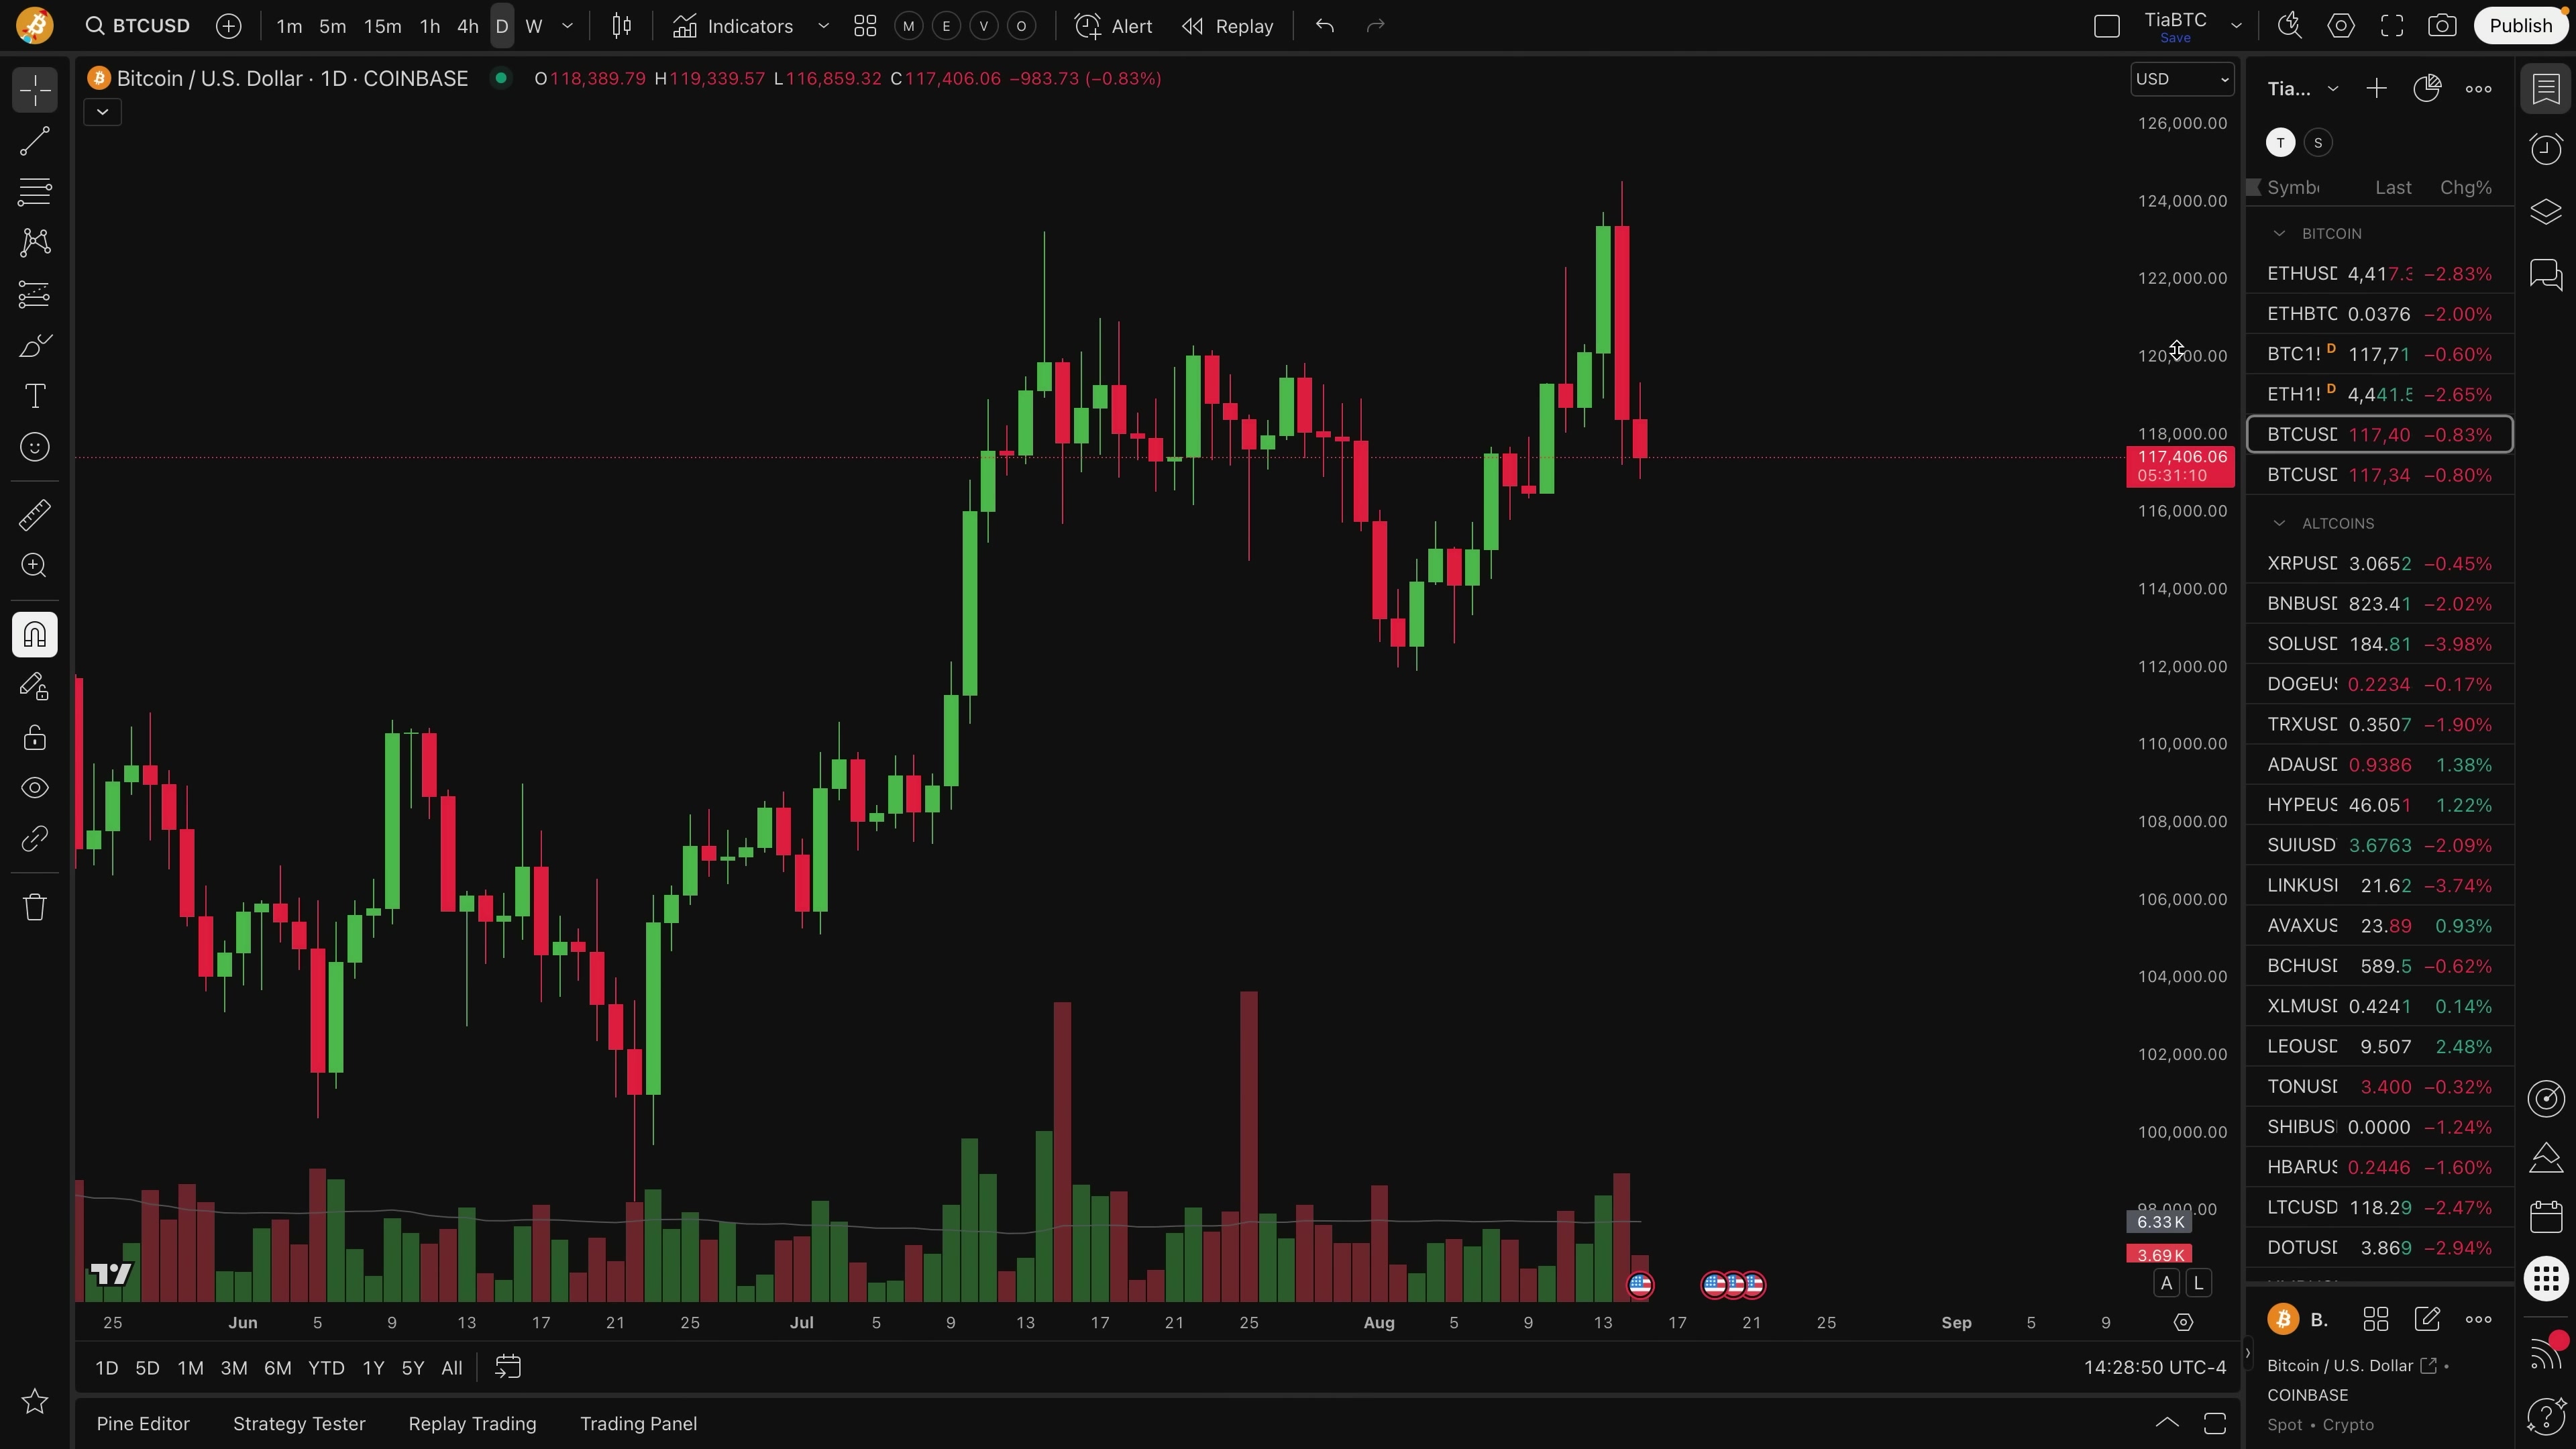 BTCUSD 1m 5m 15m 1h 4h D W Indicators M E V O Alert Replay TiaBTC Save Publish
Bitcoin / U.S. Dollar · 1D · COINBASE O118,389.79 H119,339.57 L116,859.32 C117,406.06 −983.73 (−0.83%)
USD
126,000.00
124,000.00
122,000.00
120,000.00
118,000.00
117,406.06
05:31:10
116,000.00
114,000.00
112,000.00
110,000.00
108,000.00
106,000.00
104,000.00
102,000.00
100,000.00
98,000.00
6.33 K
3.69 K
A L
25 Jun 5 9 13 17 21 25 Jul 5 9 13 17 21 25 Aug 5 9 13 17 21 25 Sep 5 9
1D 5D 1M 3M 6M YTD 1Y 5Y All 14:28:50 UTC-4
Pine Editor Strategy Tester Replay Trading Trading Panel
Tia...
T S
Symb Last Chg%
BITCOIN
ETHUSD 4,417.3 −2.83%
ETHBTC 0.0376 −2.00%
BTC1! D 117,71 −0.60%
ETH1! D 4,441.5 −2.65%
BTCUSD 117,40 −0.83%
BTCUSD 117,34 −0.80%
ALTCOINS
XRPUSD 3.0652 −0.45%
BNBUSD 823.41 −2.02%
SOLUSD 184.81 −3.98%
DOGEUS 0.2234 −0.17%
TRXUSD 0.3507 −1.90%
ADAUSD 0.9386 1.38%
HYPEUS 46.051 1.22%
SUIUSD 3.6763 −2.09%
LINKUS 21.62 −3.74%
AVAXUS 23.89 0.93%
BCHUSD 589.5 −0.62%
XLMUSD 0.4241 0.14%
LEOUSD 9.507 2.48%
TONUSD 3.400 −0.32%
SHIBUS 0.0000 −1.24%
HBARUS 0.2446 −1.60%
LTCUSD 118.29 −2.47%
DOTUSD 3.869 −2.94%
B.
Bitcoin / U.S. Dollar •
COINBASE
Spot • Crypto